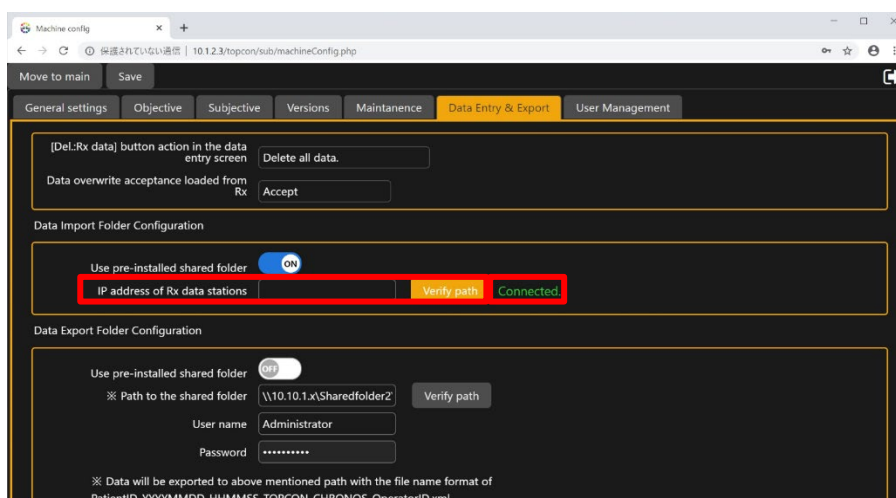 Machine config
保護されていない通信 | 10.1.2.3/topcon/sub/machineConfig.php
Move to main Save
General settings Objective Subjective Versions Maintanence Data Entry & Export User Management
[Del.:Rx data] button action in the data
entry screen Delete all data.
Data overwrite acceptance loaded from
Rx Accept
Data Import Folder Configuration
Use pre-installed shared folder ON
IP address of Rx data stations Verify path Connected.
Data Export Folder Configuration
Use pre-installed shared folder OFF
※ Path to the shared folder \\10.10.1.x\Sharedfolder2 Verify path
User name Administrator
Password ••••••••••
※ Data will be exported to above mentioned path with the file name format of
PatientID_YYYYMMDD_HHMMSS_TOPCON_CHRONOS_OperatorID.xml